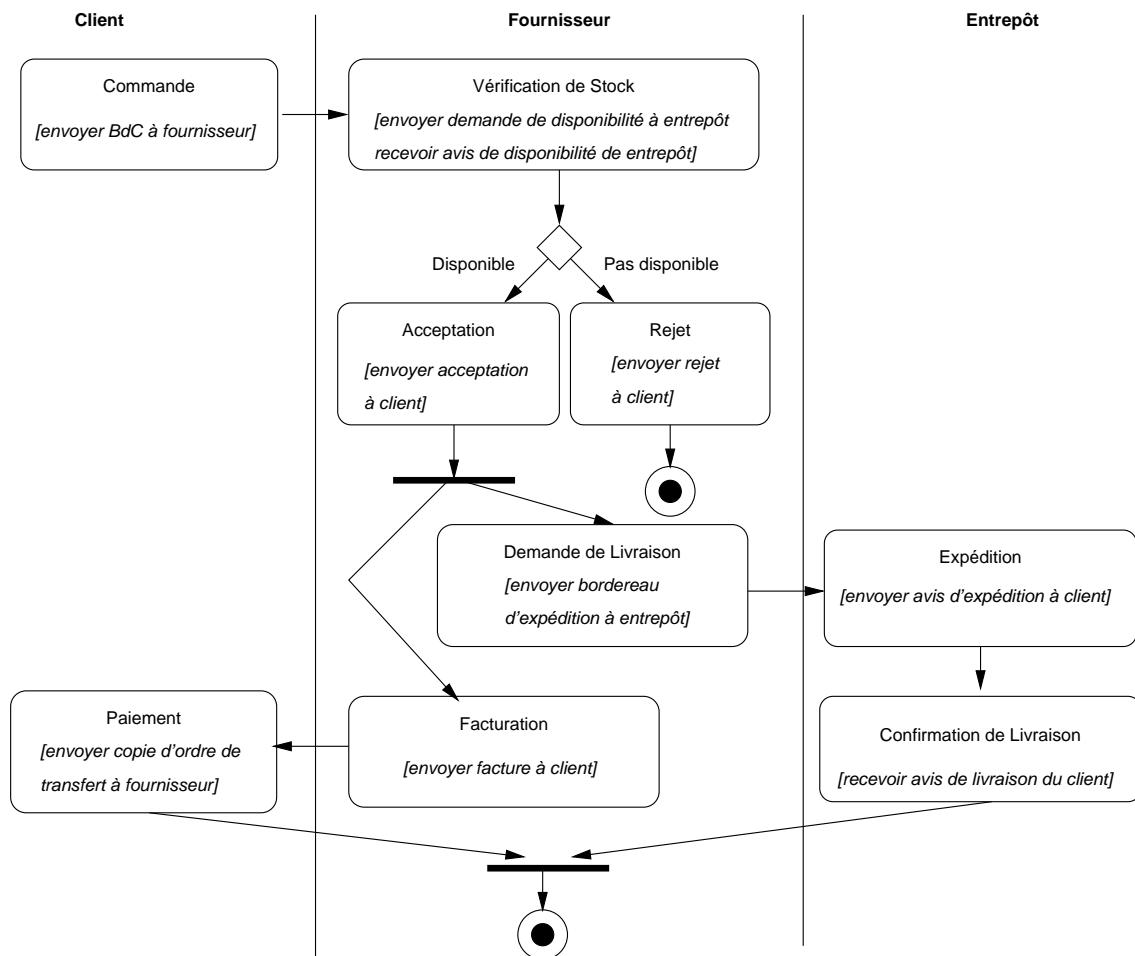 Client
Fournisseur
Entrepôt
Commande
[envoyer BdC à fournisseur]
Vérification de Stock
[envoyer demande de disponibilité à entrepôt
recevoir avis de disponibilité de entrepôt]
Disponible
Pas disponible
Acceptation
[envoyer acceptation
à client]
Rejet
[envoyer rejet
à client]
Demande de Livraison
[envoyer bordereau
d'expédition à entrepôt]
Expédition
[envoyer avis d'expédition à client]
Paiement
[envoyer copie d'ordre de
transfert à fournisseur]
Facturation
[envoyer facture à client]
Confirmation de Livraison
[recevoir avis de livraison du client]